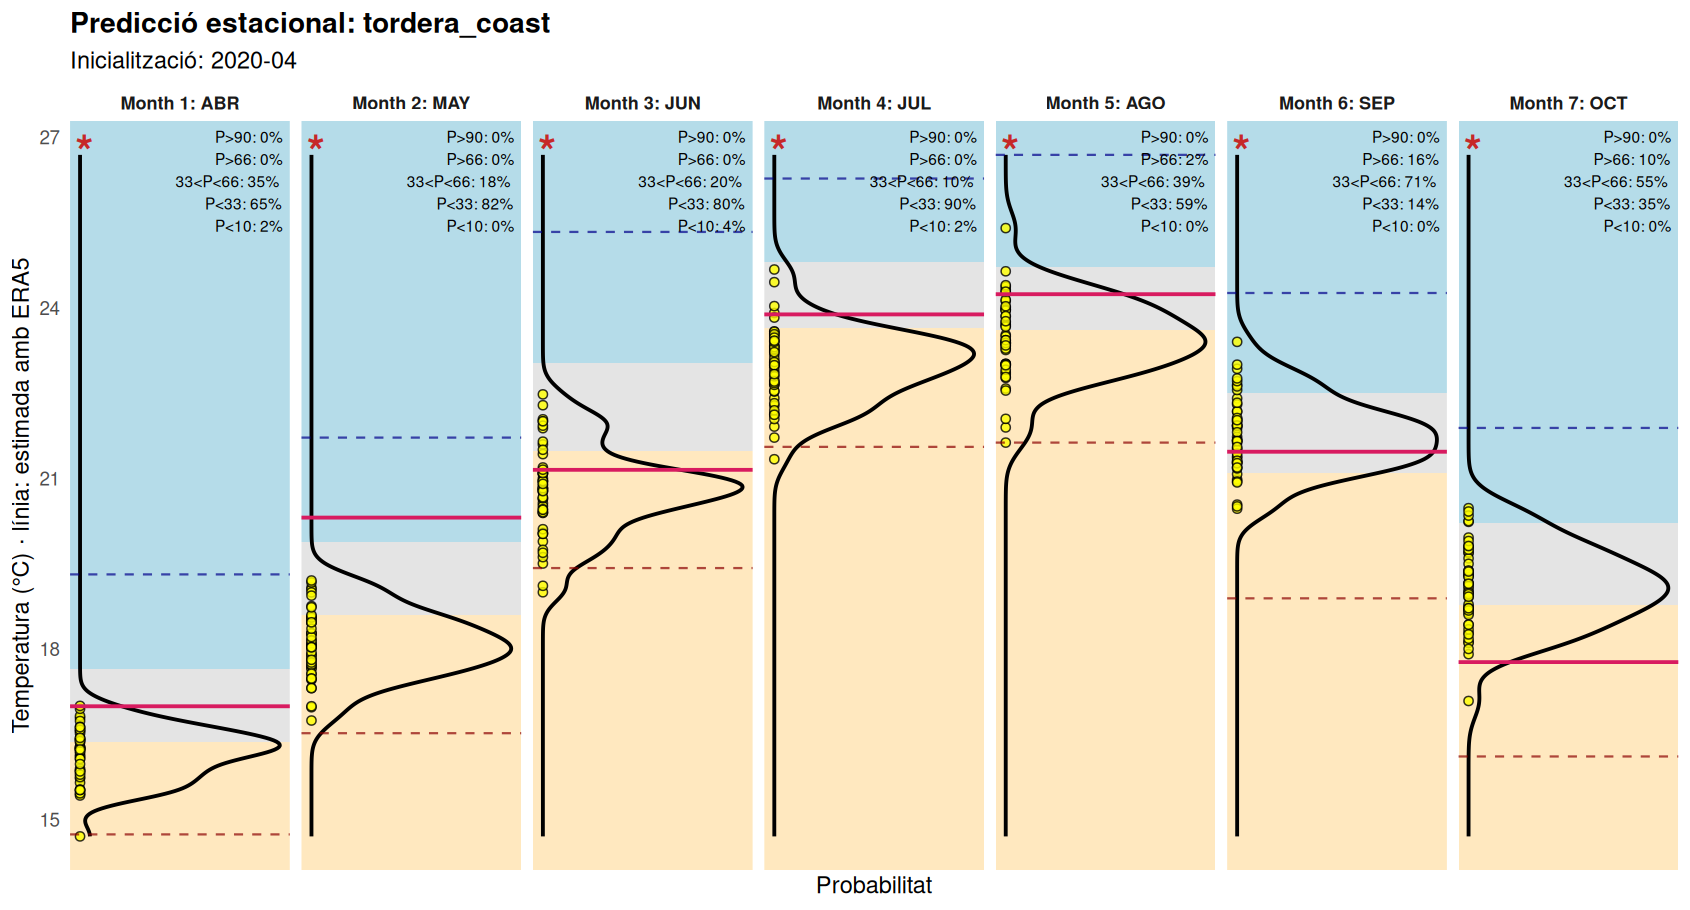 Predicció estacional: tordera_coast
Inicialització: 2020-04
Month 1: ABR
Month 2: MAY
Month 3: JUN
Month 4: JUL
Month 5: AGO
Month 6: SEP
Month 7: OCT
Temperatura (°C) · línia: estimada amb ERA5
27
24
21
18
15
*
P>90: 0%
P>66: 0%
33<P<66: 35%
P<33: 65%
P<10: 2%
*
P>90: 0%
P>66: 0%
33<P<66: 18%
P<33: 82%
P<10: 0%
*
P>90: 0%
P>66: 0%
33<P<66: 20%
P<33: 80%
P<10: 4%
*
P>90: 0%
P>66: 0%
33<P<66: 10%
P<33: 90%
P<10: 2%
*
P>90: 0%
P>66: 2%
33<P<66: 39%
P<33: 59%
P<10: 0%
*
P>90: 0%
P>66: 16%
33<P<66: 71%
P<33: 14%
P<10: 0%
*
P>90: 0%
P>66: 10%
33<P<66: 55%
P<33: 35%
P<10: 0%
Probabilitat